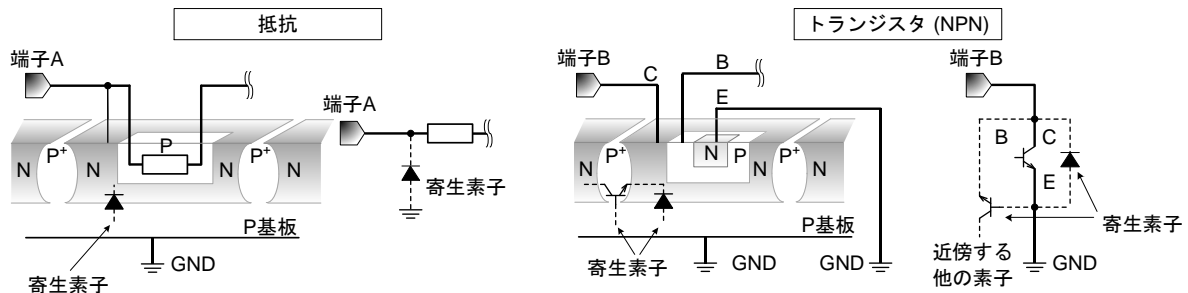 抵抗
トランジスタ (NPN)
端子A
端子A
N
P+
N
P
N
P+
N
寄生素子
P基板
寄生素子
GND
端子B
C
B
E
N
P+
N
N
P
N
P+
N
P基板
寄生素子
GND
GND
端子B
B
C
E
寄生素子
近傍する
他の素子
GND